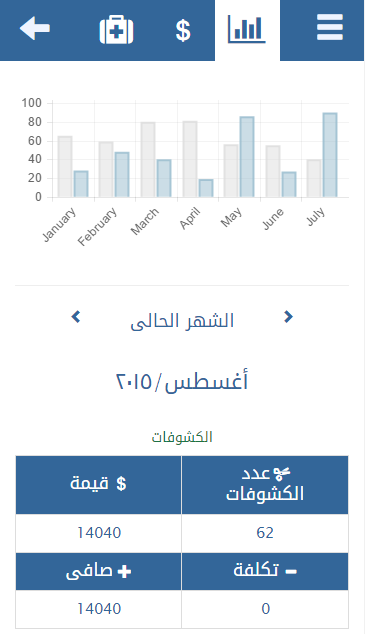 $
100
80
60
40
20
0
January February March April May June July
الشهر الحالى
أغسطس/٢٠١٥
الكشوفات
عدد الكشوفات
$ قيمة
62
14040
تكلفة
صافى
0
14040